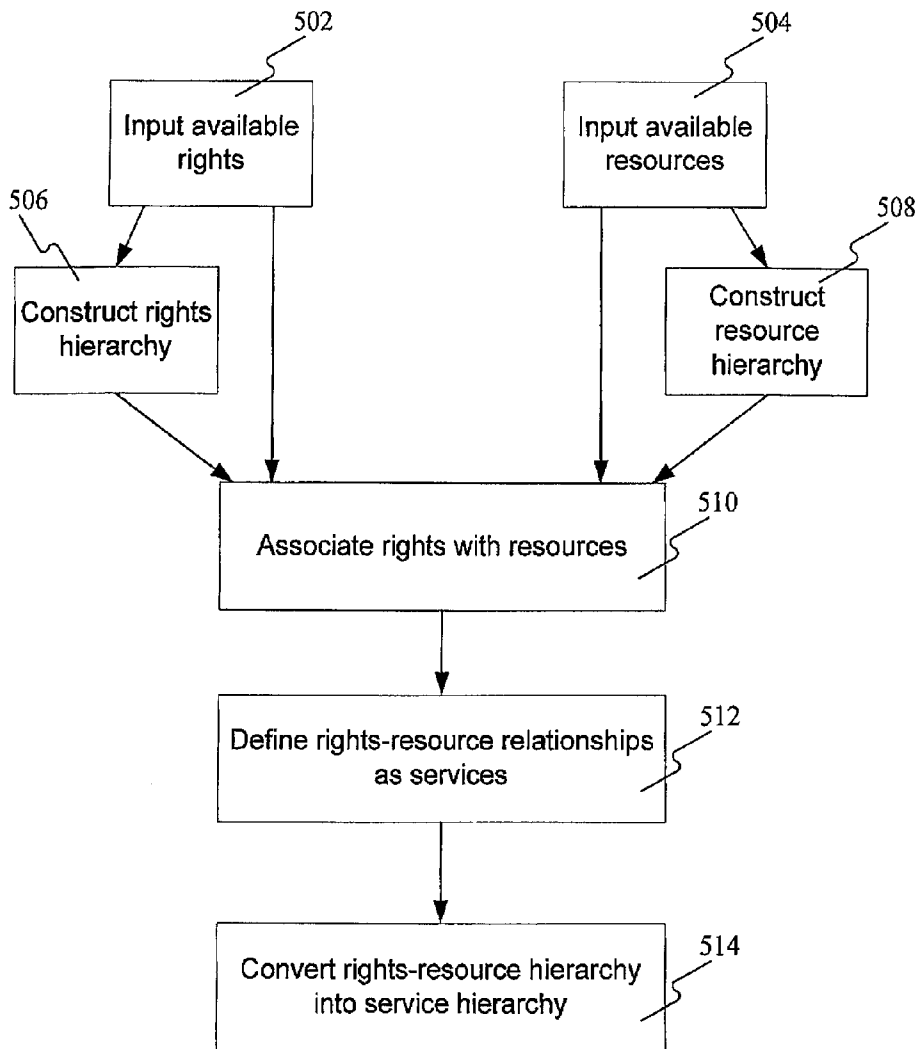 502
504
Input available
rights
Input available
resources
506
508
Construct rights
hierarchy
Construct
resource
hierarchy
510
Associate rights with resources
Define rights-resource relationships
as services
512
Convert rights-resource hierarchy
into service hierarchy
514